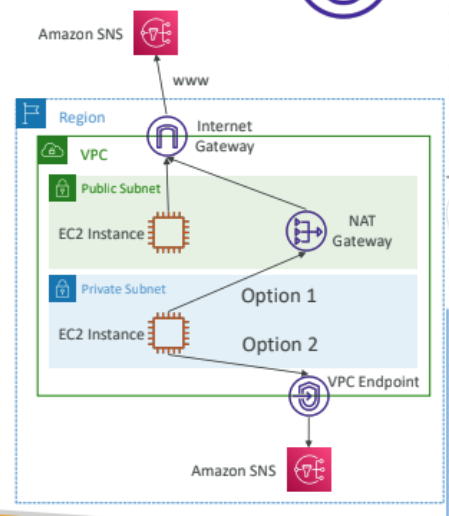 Amazon SNS
www
Region
Internet
Gateway
VPC
Public Subnet
EC2 Instance
NAT
Gateway
Private Subnet
Option 1
EC2 Instance
Option 2
VPC Endpoint
Amazon SNS